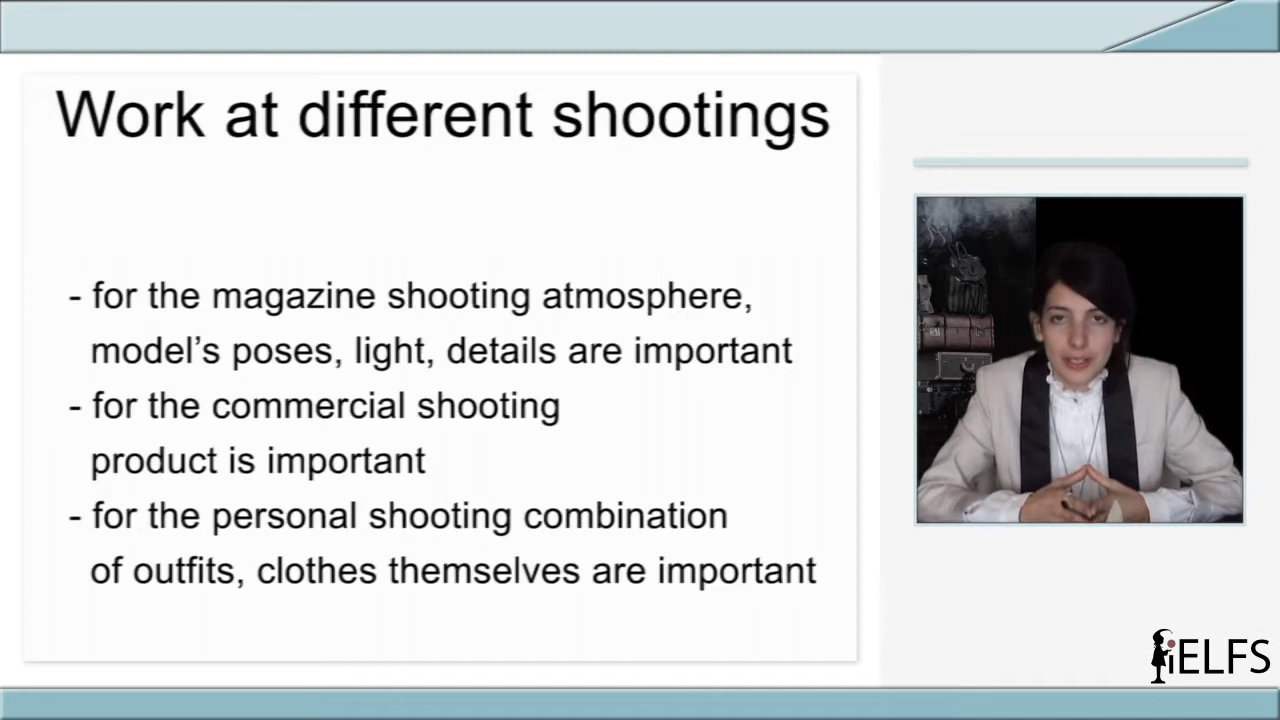 Work at different shootings
- for the magazine shooting atmosphere,
model’s poses, light, details are important
- for the commercial shooting
product is important
- for the personal shooting combination
of outfits, clothes themselves are important
iELFS